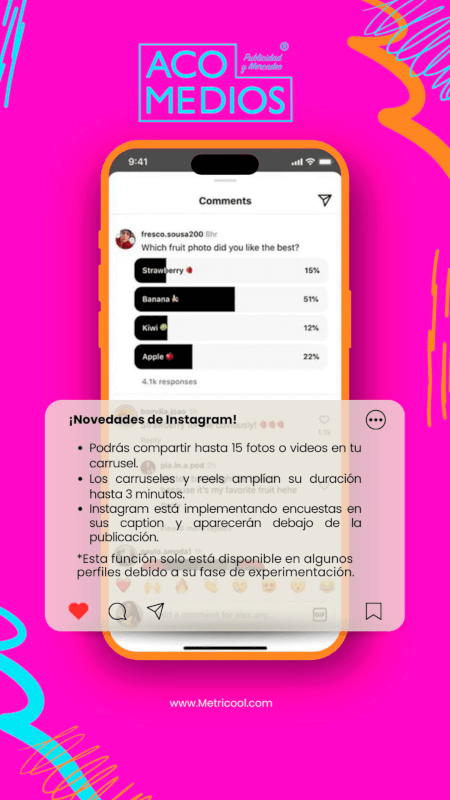 ACO
Publicidad
y Mercadeo
®
MEDIOS
9:41
Comments
fresco.sousa200 8hr
Which fruit photo did you like the best?
Strawberry 15%
Banana 51%
Kiwi 12%
Apple 22%
4.1k responses
¡Novedades de Instagram!
• Podrás compartir hasta 15 fotos o videos en tu
carrusel.
• Los carruseles y reels amplian su duración
hasta 3 minutos.
• Instagram está implementando encuestas en
sus caption y aparecerán debajo de la
publicación.
*Esta función solo está disponible en algunos
perfiles debido a su fase de experimentación.
GIF
www.Metricool.com